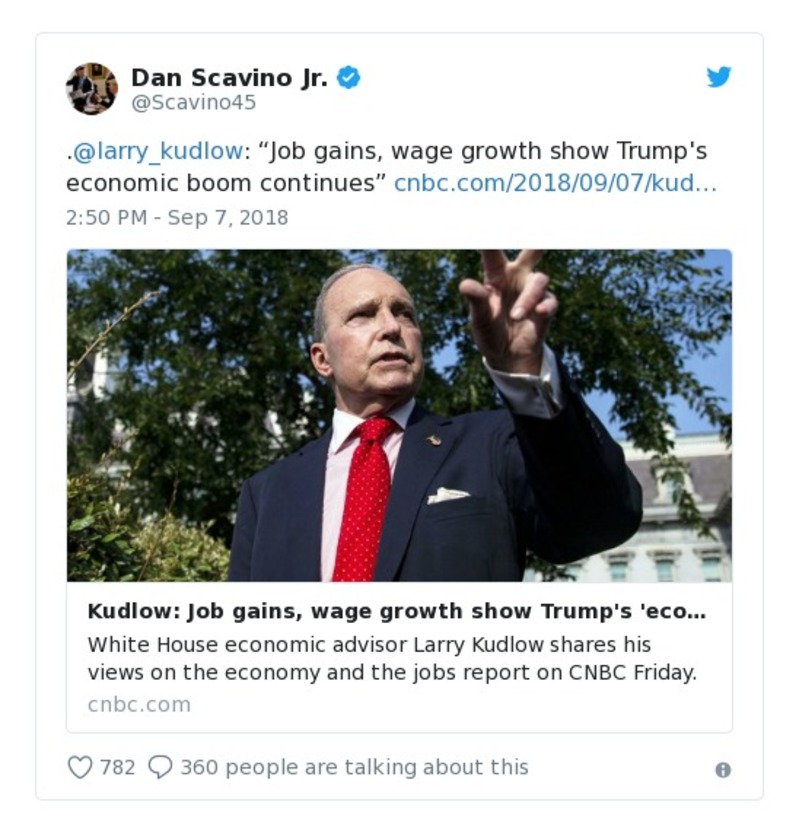 Dan Scavino Jr.
@Scavino45
.@larry_kudlow: “Job gains, wage growth show Trump's
economic boom continues” cnbc.com/2018/09/07/kud…
2:50 PM - Sep 7, 2018
Kudlow: Job gains, wage growth show Trump's 'eco…
White House economic advisor Larry Kudlow shares his
views on the economy and the jobs report on CNBC Friday.
cnbc.com
782 360 people are talking about this